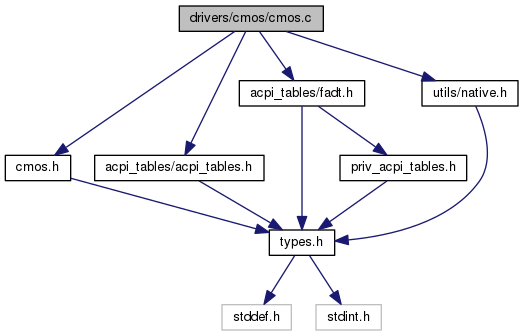 drivers/cmos/cmos.c
acpi_tables/fadt.h
utils/native.h
cmos.h
acpi_tables/acpi_tables.h
priv_acpi_tables.h
types.h
stddef.h
stdint.h